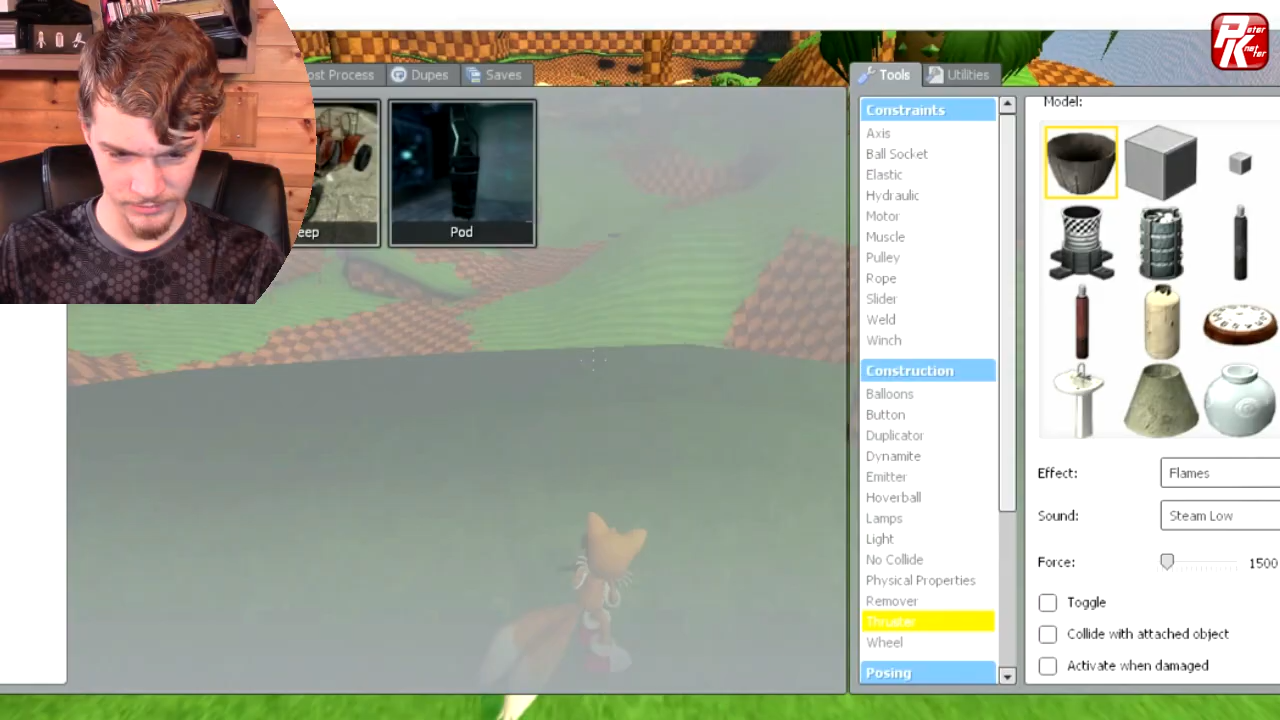 ost Process
Dupes
Saves
Tools
Utilities
eep
Pod
Constraints
Axis
Ball Socket
Elastic
Hydraulic
Motor
Muscle
Pulley
Rope
Slider
Weld
Winch
Construction
Balloons
Button
Duplicator
Dynamite
Emitter
Hoverball
Lamps
Light
No Collide
Physical Properties
Remover
Thruster
Wheel
Posing
Model:
Effect: Flames
Sound: Steam Low
Force: 1500
Toggle
Collide with attached object
Activate when damaged